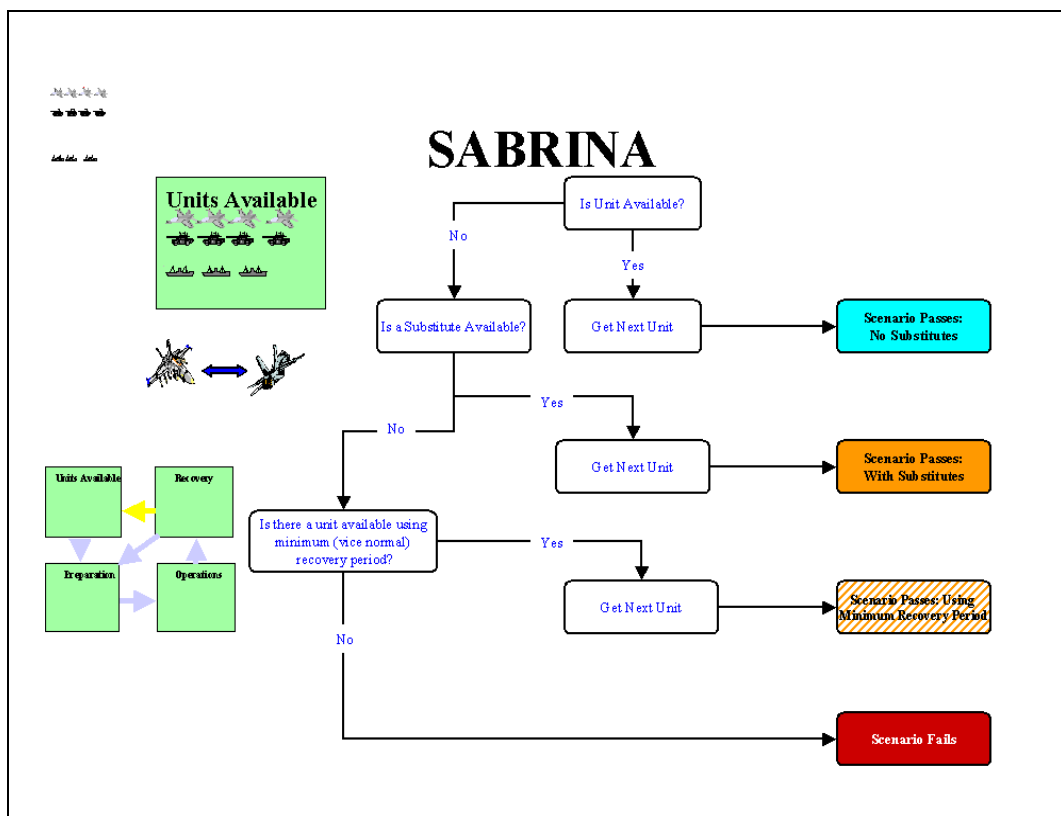 SABRINA
Units Available
Is Unit Available?
No
Yes
Is a Substitute Available?
Get Next Unit
Scenario Passes:
No Substitutes
Yes
No
Get Next Unit
Scenario Passes:
With Substitutes
Units Available
Recovery
Preparation
Operations
Is there a unit available using
minimum (vice normal)
recovery period?
Yes
Get Next Unit
Scenario Passes: Using
Minimum Recovery Period
No
Scenario Fails